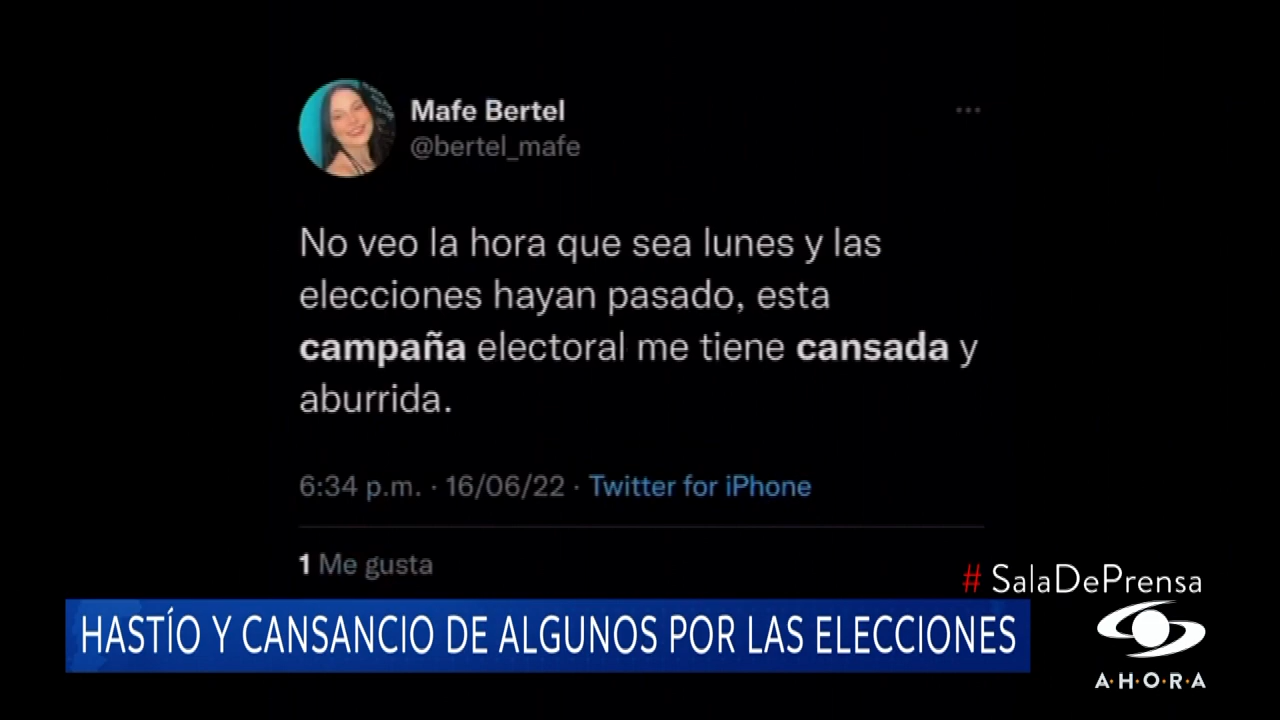 Mafe Bertel
@bertel_mafe
No veo la hora que sea lunes y las
elecciones hayan pasado, esta
campaña electoral me tiene cansada y
aburrida.
6:34 p.m. · 16/06/22 · Twitter for iPhone
1 Me gusta
# SalaDePrensa
HASTÍO Y CANSANCIO DE ALGUNOS POR LAS ELECCIONES
A·H·O·R·A